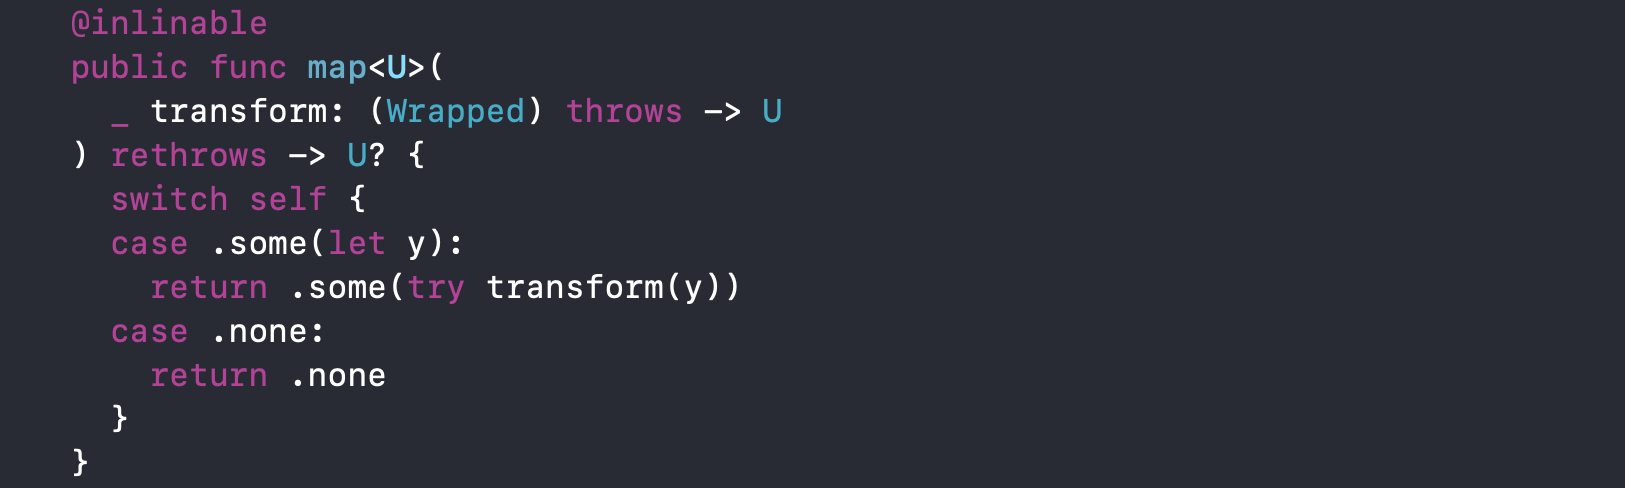 @inlinable
public func map<U>(
  _ transform: (Wrapped) throws -> U
) rethrows -> U? {
  switch self {
  case .some(let y):
    return .some(try transform(y))
  case .none:
    return .none
  }
}